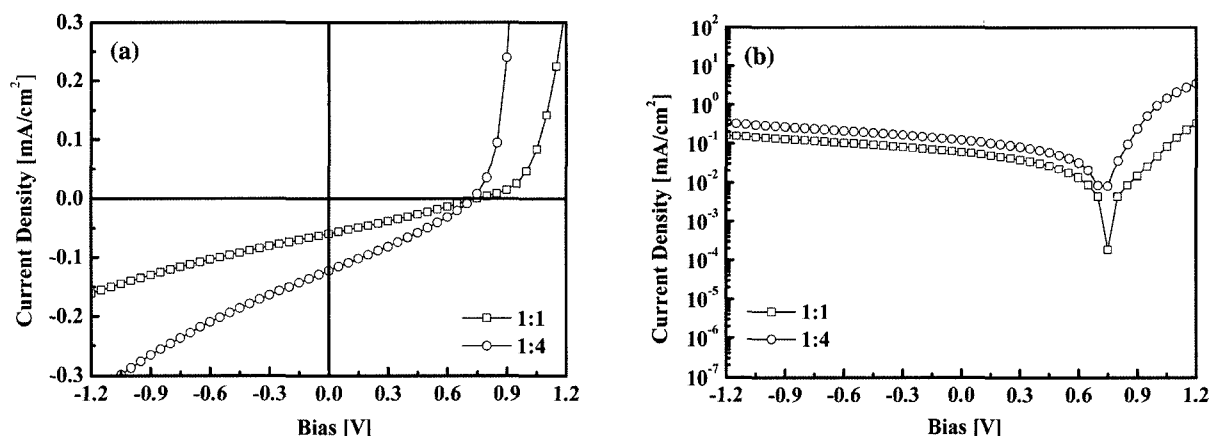 (a)
Current Density [mA/cm²]
0.3
0.2
0.1
0.0
-0.1
-0.2
-0.3
1:1
1:4
-1.2 -0.9 -0.6 -0.3 0.0 0.3 0.6 0.9 1.2
Bias [V]
(b)
Current Density [mA/cm²]
10²
10¹
10⁰
10⁻¹
10⁻²
10⁻³
10⁻⁴
10⁻⁵
10⁻⁶
10⁻⁷
1:1
1:4
-1.2 -0.9 -0.6 -0.3 0.0 0.3 0.6 0.9 1.2
Bias [V]